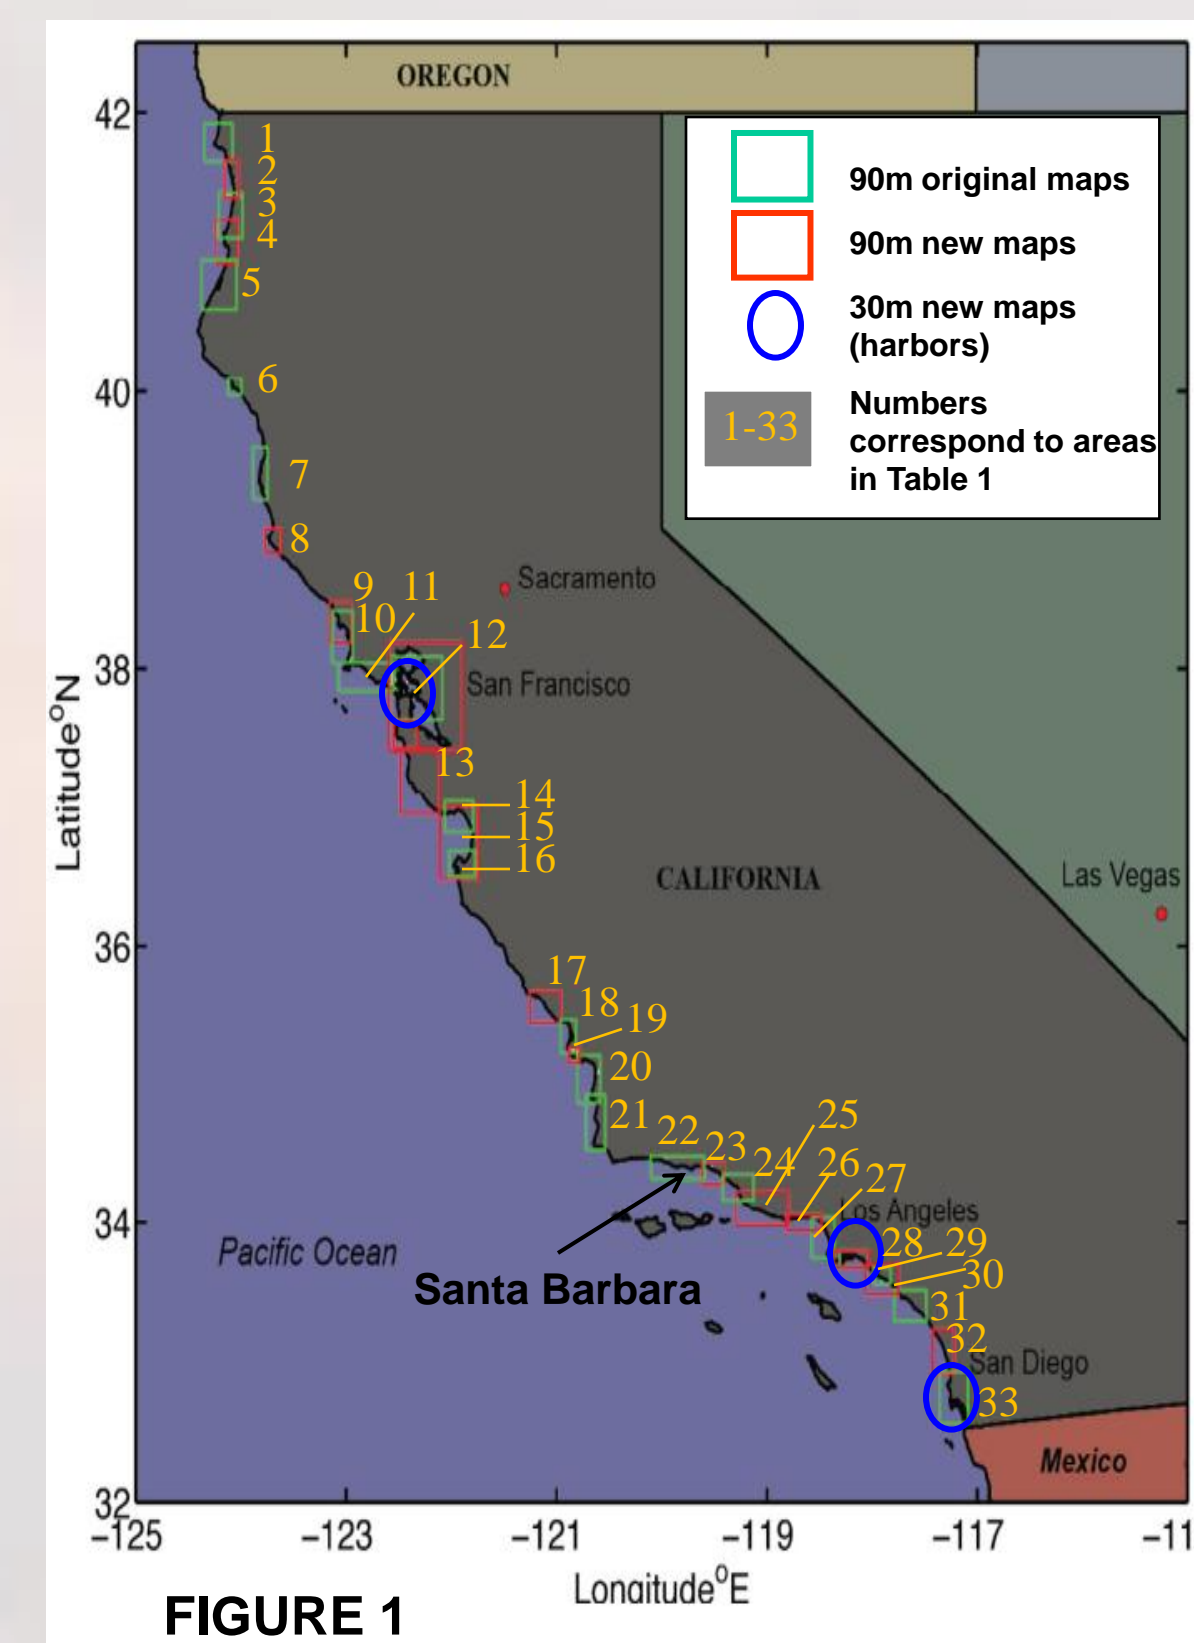 OREGON
42
1
2
3
4
5
6
40
7
8
9
10
11
12
38
13
14
15
16
36
17
18
19
20
21
22
23
24
25
26
27
28
29
30
31
32
33
34
32
90m original maps
90m new maps
30m new maps
(harbors)
1-33
Numbers
correspond to areas
in Table 1
Sacramento
San Francisco
CALIFORNIA
Las Vegas
Los Angeles
Pacific Ocean
Santa Barbara
San Diego
Mexico
Latitude°N
−125
−123
−121
−119
−117
−11
Longitude°E
FIGURE 1